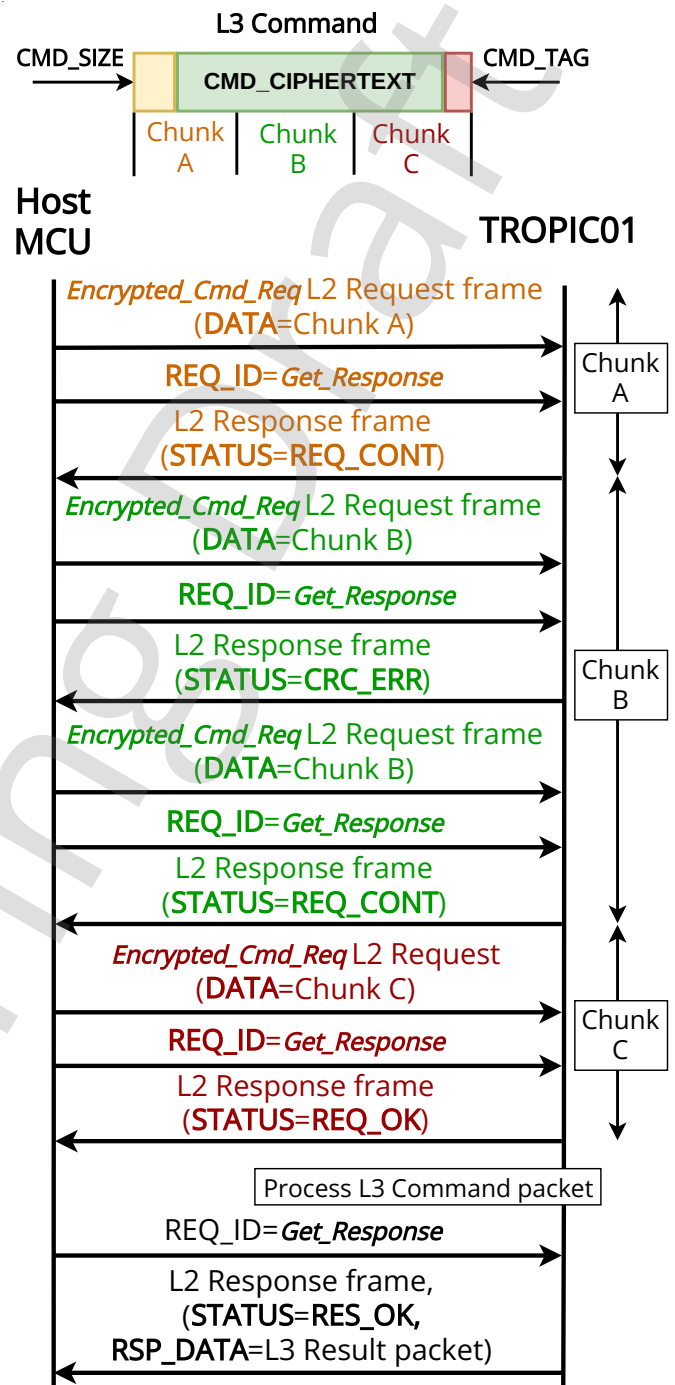 L3 Command
CMD_SIZE
CMD_CIPHERTEXT
CMD_TAG
Chunk
A
Chunk
B
Chunk
C
Host
MCU
TROPIC01
Encrypted_Cmd_Req L2 Request frame
(DATA=Chunk A)
REQ_ID=Get_Response
L2 Response frame
(STATUS=REQ_CONT)
Chunk
A
Encrypted_Cmd_Req L2 Request frame
(DATA=Chunk B)
REQ_ID=Get_Response
L2 Response frame
(STATUS=CRC_ERR)
Encrypted_Cmd_Req L2 Request frame
(DATA=Chunk B)
REQ_ID=Get_Response
L2 Response frame
(STATUS=REQ_CONT)
Chunk
B
Encrypted_Cmd_Req L2 Request
(DATA=Chunk C)
REQ_ID=Get_Response
L2 Response frame
(STATUS=REQ_OK)
Chunk
C
Process L3 Command packet
REQ_ID=Get_Response
L2 Response frame,
(STATUS=RES_OK,
RSP_DATA=L3 Result packet)
ing Draft